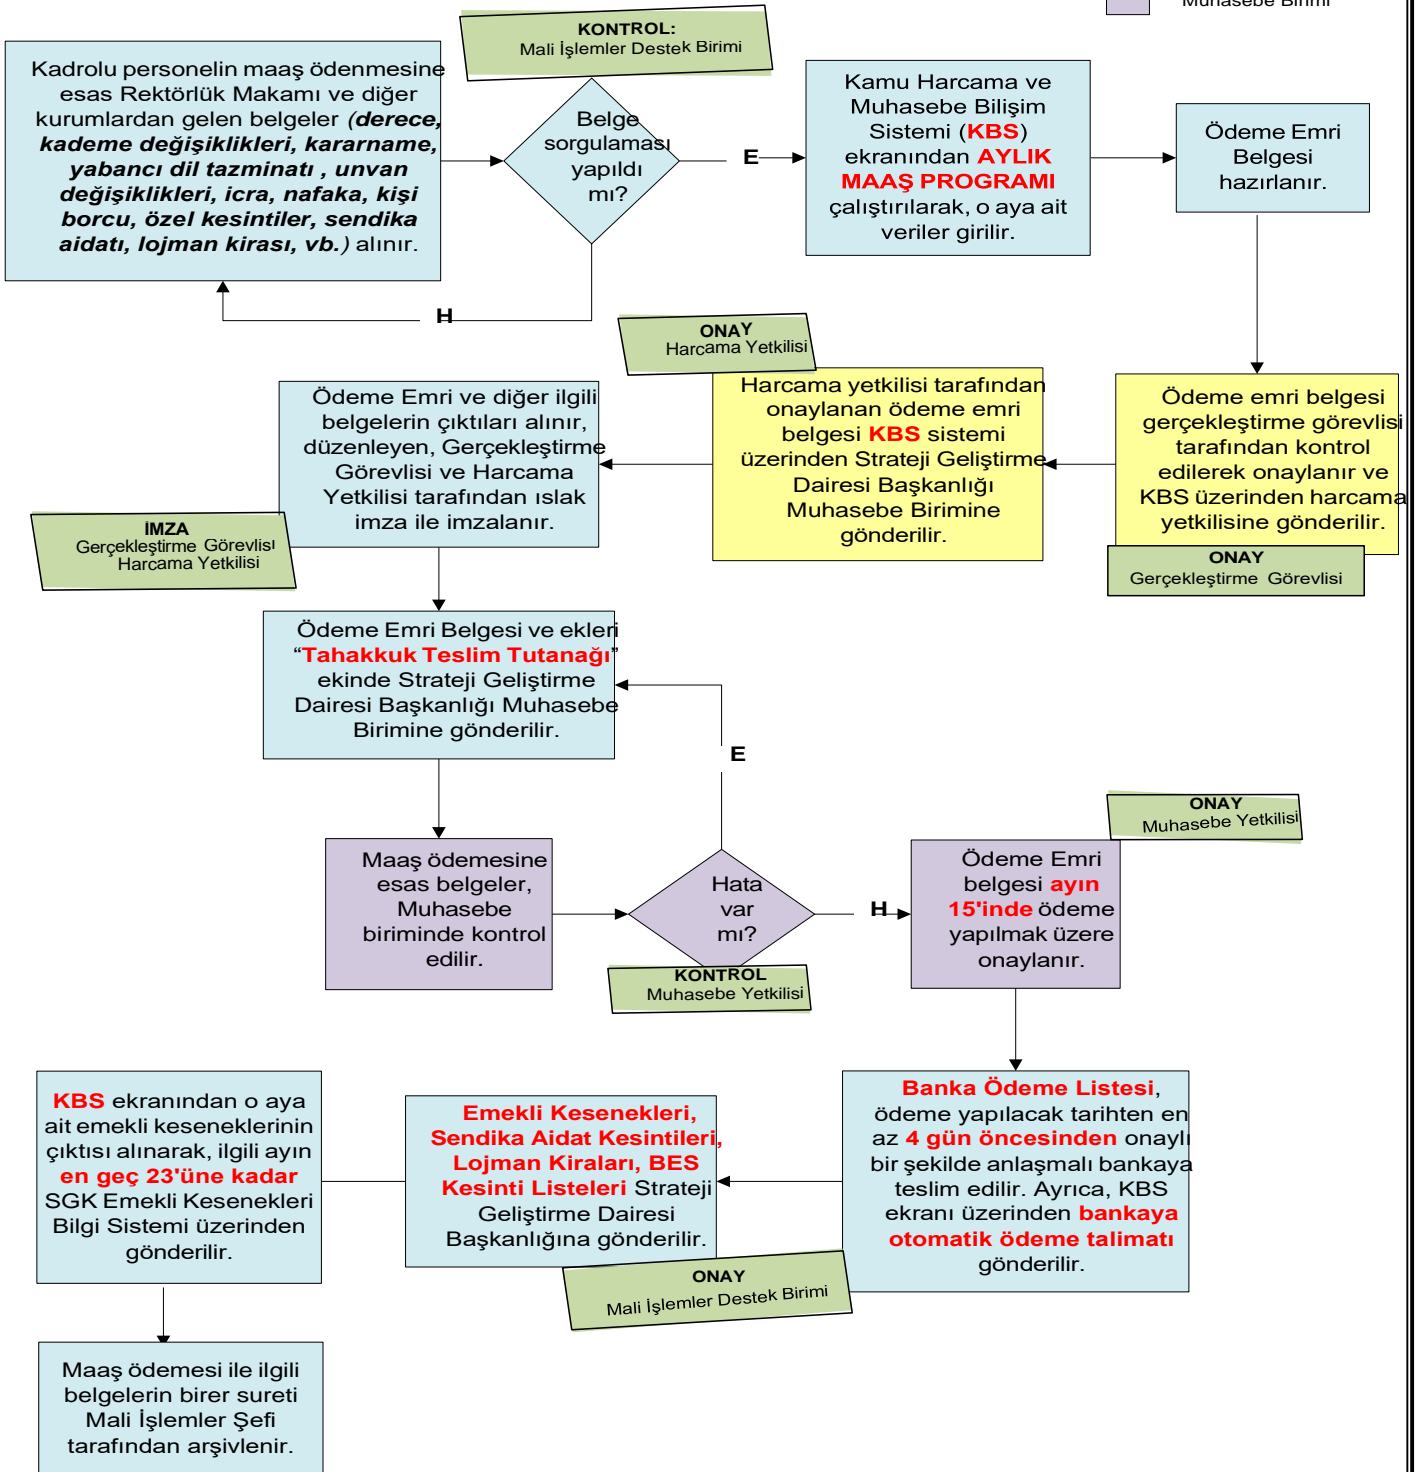 Muhasebe Birimi
KONTROL:
Mali İşlemler Destek Birimi
Kadrolu personelin maaş ödenmesine
esas Rektörlük Makamı ve diğer
kurumlardan gelen belgeler (derece,
kademe değişiklikleri, kararname,
yabancı dil tazminatı , unvan
değişiklikleri, icra, nafaka, kişi
borcu, özel kesintiler, sendika
aidatı, lojman kirası, vb.) alınır.
Belge
sorgulaması
yapıldı
mı?
E
H
Kamu Harcama ve
Muhasebe Bilişim
Sistemi (KBS)
ekranından AYLIK
MAAŞ PROGRAMI
çalıştırılarak, o aya ait
veriler girilir.
Ödeme Emri
Belgesi
hazırlanır.
Ödeme emri belgesi
gerçekleştirme görevlisi
tarafından kontrol
edilerek onaylanır ve
KBS üzerinden harcama
yetkilisine gönderilir.
ONAY
Gerçekleştirme Görevlisi
ONAY
Harcama Yetkilisi
Harcama yetkilisi tarafından
onaylanan ödeme emri
belgesi KBS sistemi
üzerinden Strateji Geliştirme
Dairesi Başkanlığı
Muhasebe Birimine
gönderilir.
Ödeme Emri ve diğer ilgili
belgelerin çıktıları alınır,
düzenleyen, Gerçekleştirme
Görevlisi ve Harcama
Yetkilisi tarafından ıslak
imza ile imzalanır.
İMZA
Gerçekleştirme Görevlisi
Harcama Yetkilisi
Ödeme Emri Belgesi ve ekleri
“Tahakkuk Teslim Tutanağı”
ekinde Strateji Geliştirme
Dairesi Başkanlığı Muhasebe
Birimine gönderilir.
E
Maaş ödemesine
esas belgeler,
Muhasebe
biriminde kontrol
edilir.
Hata
var
mı?
KONTROL
Muhasebe Yetkilisi
H
ONAY
Muhasebe Yetkilisi
Ödeme Emri
belgesi ayın
15'inde ödeme
yapılmak üzere
onaylanır.
Banka Ödeme Listesi,
ödeme yapılacak tarihten en
az 4 gün öncesinden onaylı
bir şekilde anlaşmalı bankaya
teslim edilir. Ayrıca, KBS
ekranı üzerinden bankaya
otomatik ödeme talimatı
gönderilir.
Emekli Kesenekleri,
Sendika Aidat Kesintileri,
Lojman Kiraları, BES
Kesinti Listeleri Strateji
Geliştirme Dairesi
Başkanlığına gönderilir.
ONAY
Mali İşlemler Destek Birimi
KBS ekranından o aya
ait emekli keseneklerinin
çıktısı alınarak, ilgili ayın
en geç 23'üne kadar
SGK Emekli Kesenekleri
Bilgi Sistemi üzerinden
gönderilir.
Maaş ödemesi ile ilgili
belgelerin birer sureti
Mali İşlemler Şefi
tarafından arşivlenir.